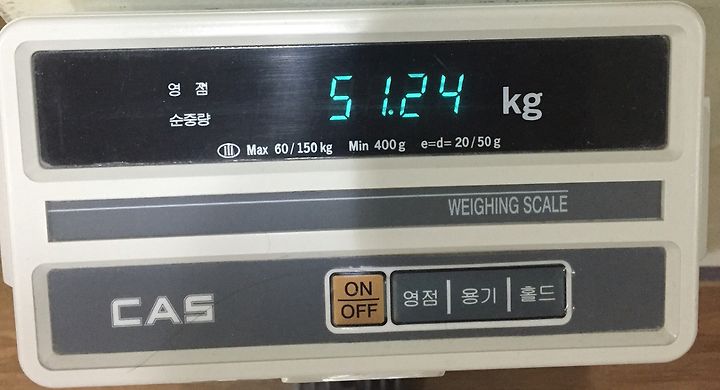 영 점 51.24 kg
순중량
Ⅲ Max 60/150 kg Min 400 g e=d= 20/50 g
WEIGHING SCALE
CAS ON OFF 영점 용기 홀드